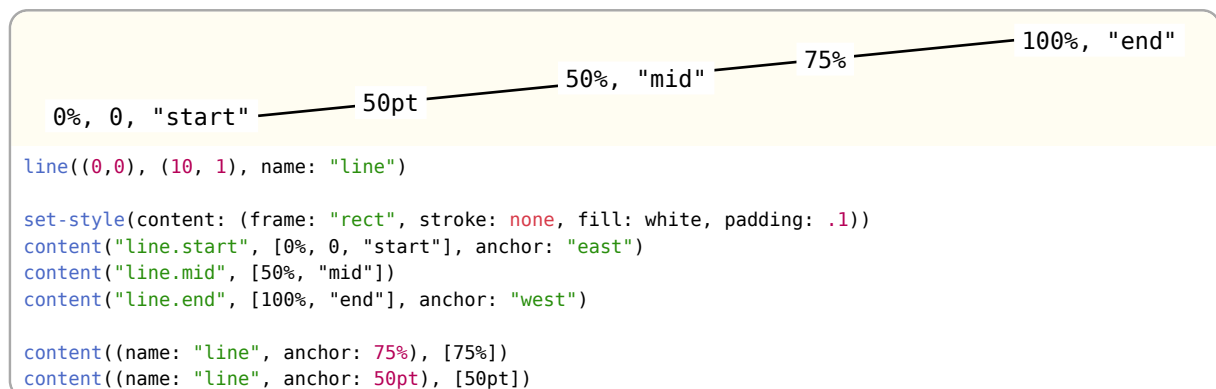 100%, "end"
75%
50%, "mid"
50pt
0%, 0, "start"
line((0,0), (10, 1), name: "line")
set-style(content: (frame: "rect", stroke: none, fill: white, padding: .1))
content("line.start", [0%, 0, "start"], anchor: "east")
content("line.mid", [50%, "mid"])
content("line.end", [100%, "end"], anchor: "west")
content((name: "line", anchor: 75%), [75%])
content((name: "line", anchor: 50pt), [50pt])